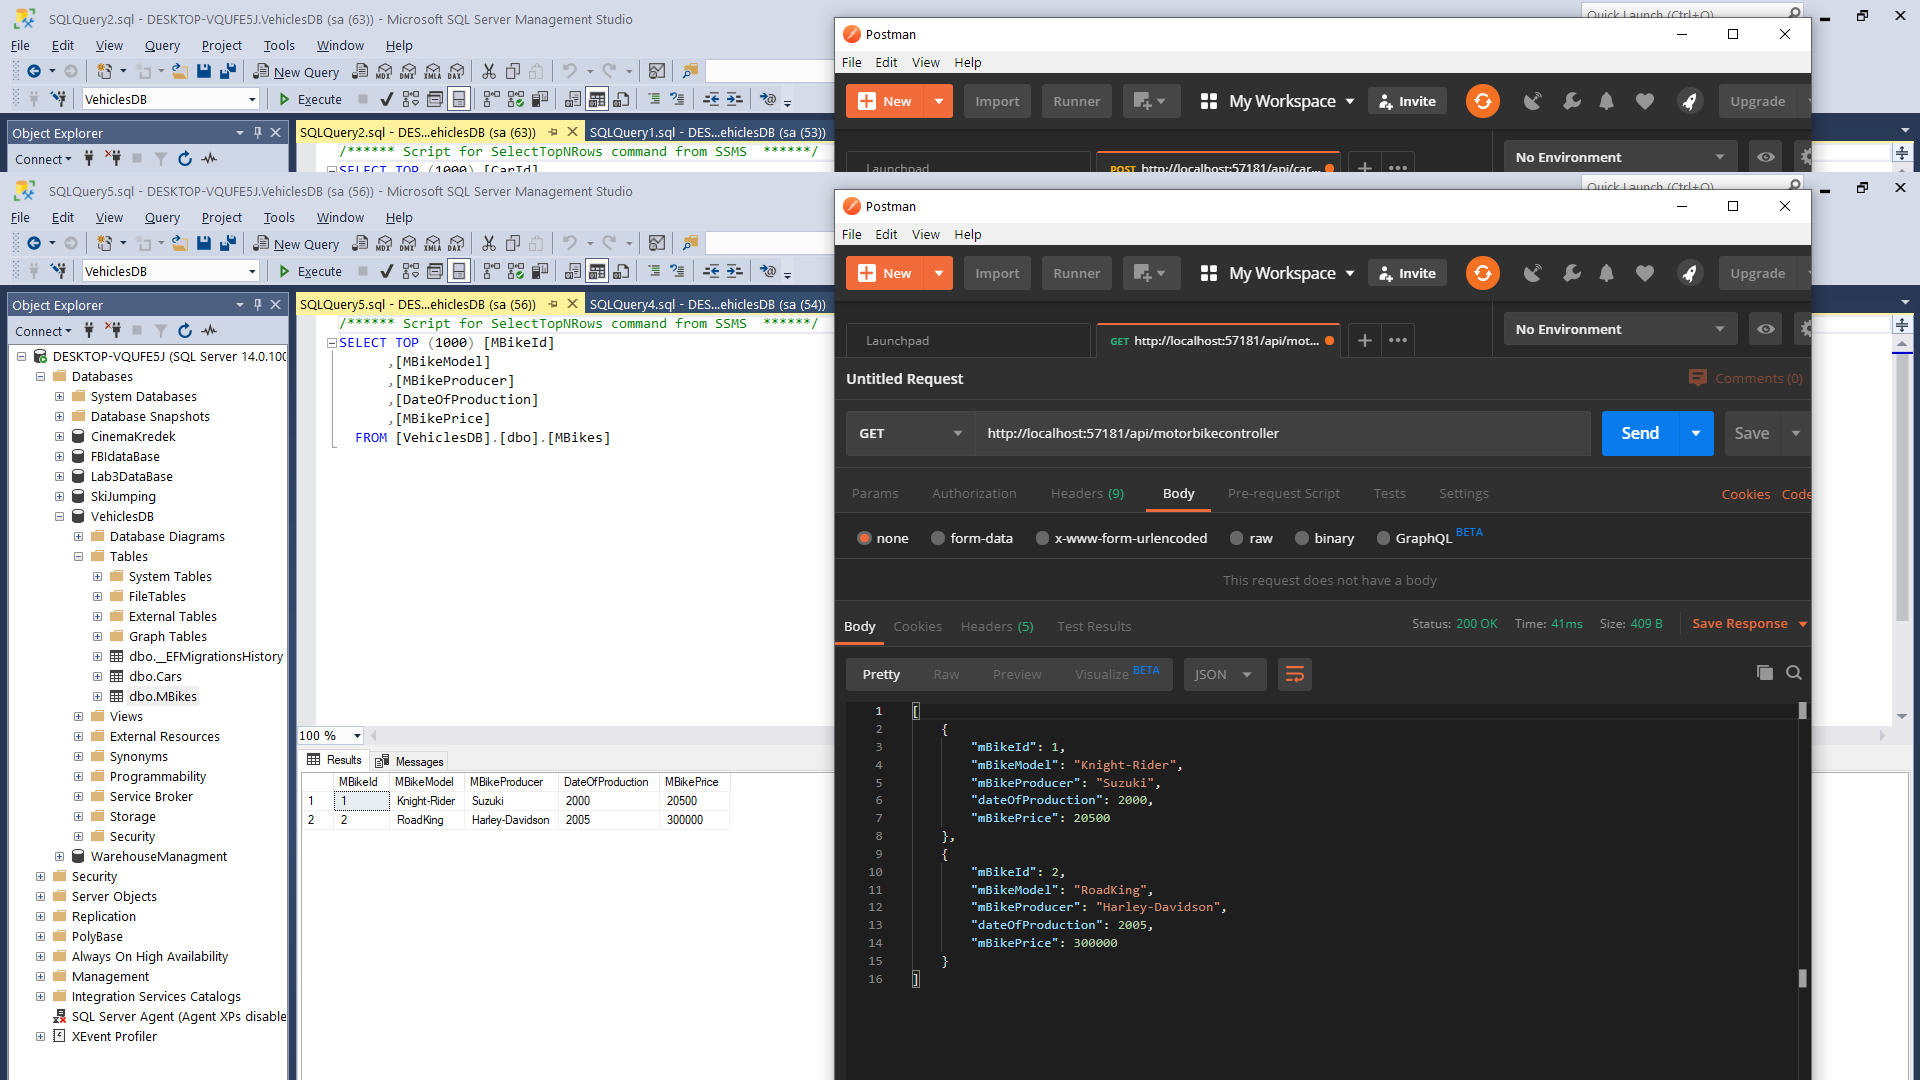 SQLQuery2.sql - DESKTOP-VQUFE5J.VehiclesDB (sa (63)) - Microsoft SQL Server Management Studio
Quick Launch (Ctrl+Q)
File Edit View Query Project Tools Window Help
New Query
MDX DMX XMLA DAX
VehiclesDB
Execute
Object Explorer
Connect
SQLQuery2.sql - DES...ehiclesDB (sa (63))
SQLQuery1.sql - DES...ehiclesDB (sa (53))
/****** Script for SelectTopNRows command from SSMS ******/
SELECT TOP (1000) [CarId]
Postman
File Edit View Help
New
Import
Runner
My Workspace
Invite
Upgrade
Launchpad
POST http://localhost:57181/api/car...
No Environment
SQLQuery5.sql - DESKTOP-VQUFE5J.VehiclesDB (sa (56)) - Microsoft SQL Server Management Studio
Quick Launch (Ctrl+Q)
File Edit View Query Project Tools Window Help
New Query
MDX DMX XMLA DAX
VehiclesDB
Execute
Object Explorer
Connect
DESKTOP-VQUFE5J (SQL Server 14.0.100
Databases
System Databases
Database Snapshots
CinemaKredek
FBIdataBase
Lab3DataBase
SkiJumping
VehiclesDB
Database Diagrams
Tables
System Tables
FileTables
External Tables
Graph Tables
dbo.__EFMigrationsHistory
dbo.Cars
dbo.MBikes
Views
External Resources
Synonyms
Programmability
Service Broker
Storage
Security
WarehouseManagment
Security
Server Objects
Replication
PolyBase
Always On High Availability
Management
Integration Services Catalogs
SQL Server Agent (Agent XPs disable
XEvent Profiler
SQLQuery5.sql - DES...ehiclesDB (sa (56))
SQLQuery4.sql - DES...ehiclesDB (sa (54))
/****** Script for SelectTopNRows command from SSMS ******/
SELECT TOP (1000) [MBikeId]
,[MBikeModel]
,[MBikeProducer]
,[DateOfProduction]
,[MBikePrice]
FROM [VehiclesDB].[dbo].[MBikes]
100 %
Results
Messages
MBikeId MBikeModel MBikeProducer DateOfProduction MBikePrice
1 1 Knight-Rider Suzuki 2000 20500
2 2 RoadKing Harley-Davidson 2005 300000
Postman
File Edit View Help
New
Import
Runner
My Workspace
Invite
Upgrade
Launchpad
GET http://localhost:57181/api/mot...
No Environment
Untitled Request
Comments (0)
GET
http://localhost:57181/api/motorbikecontroller
Send
Save
Params Authorization Headers (9) Body Pre-request Script Tests Settings
Cookies Code
none form-data x-www-form-urlencoded raw binary GraphQL BETA
This request does not have a body
Body Cookies Headers (5) Test Results
Status: 200 OK Time: 41ms Size: 409 B
Save Response
Pretty Raw Preview Visualize BETA
JSON
1 [
2 {
3 "mBikeId": 1,
4 "mBikeModel": "Knight-Rider",
5 "mBikeProducer": "Suzuki",
6 "dateOfProduction": 2000,
7 "mBikePrice": 20500
8 },
9 {
10 "mBikeId": 2,
11 "mBikeModel": "RoadKing",
12 "mBikeProducer": "Harley-Davidson",
13 "dateOfProduction": 2005,
14 "mBikePrice": 300000
15 }
16 ]